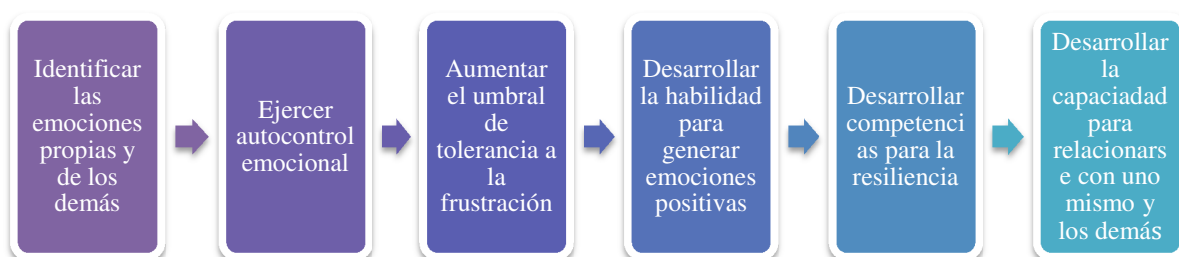 Identificar
las
emociones
propias y
de los
demás
Ejercer
autocontrol
emocional
Aumentar
el umbral
de
tolerancia a
la
frustración
Desarrollar
la habilidad
para
generar
emociones
positivas
Desarrollar
competenci
as para la
resiliencia
Desarrollar
la
capaciadad
para
relacionars
e con uno
mismo y
los demás